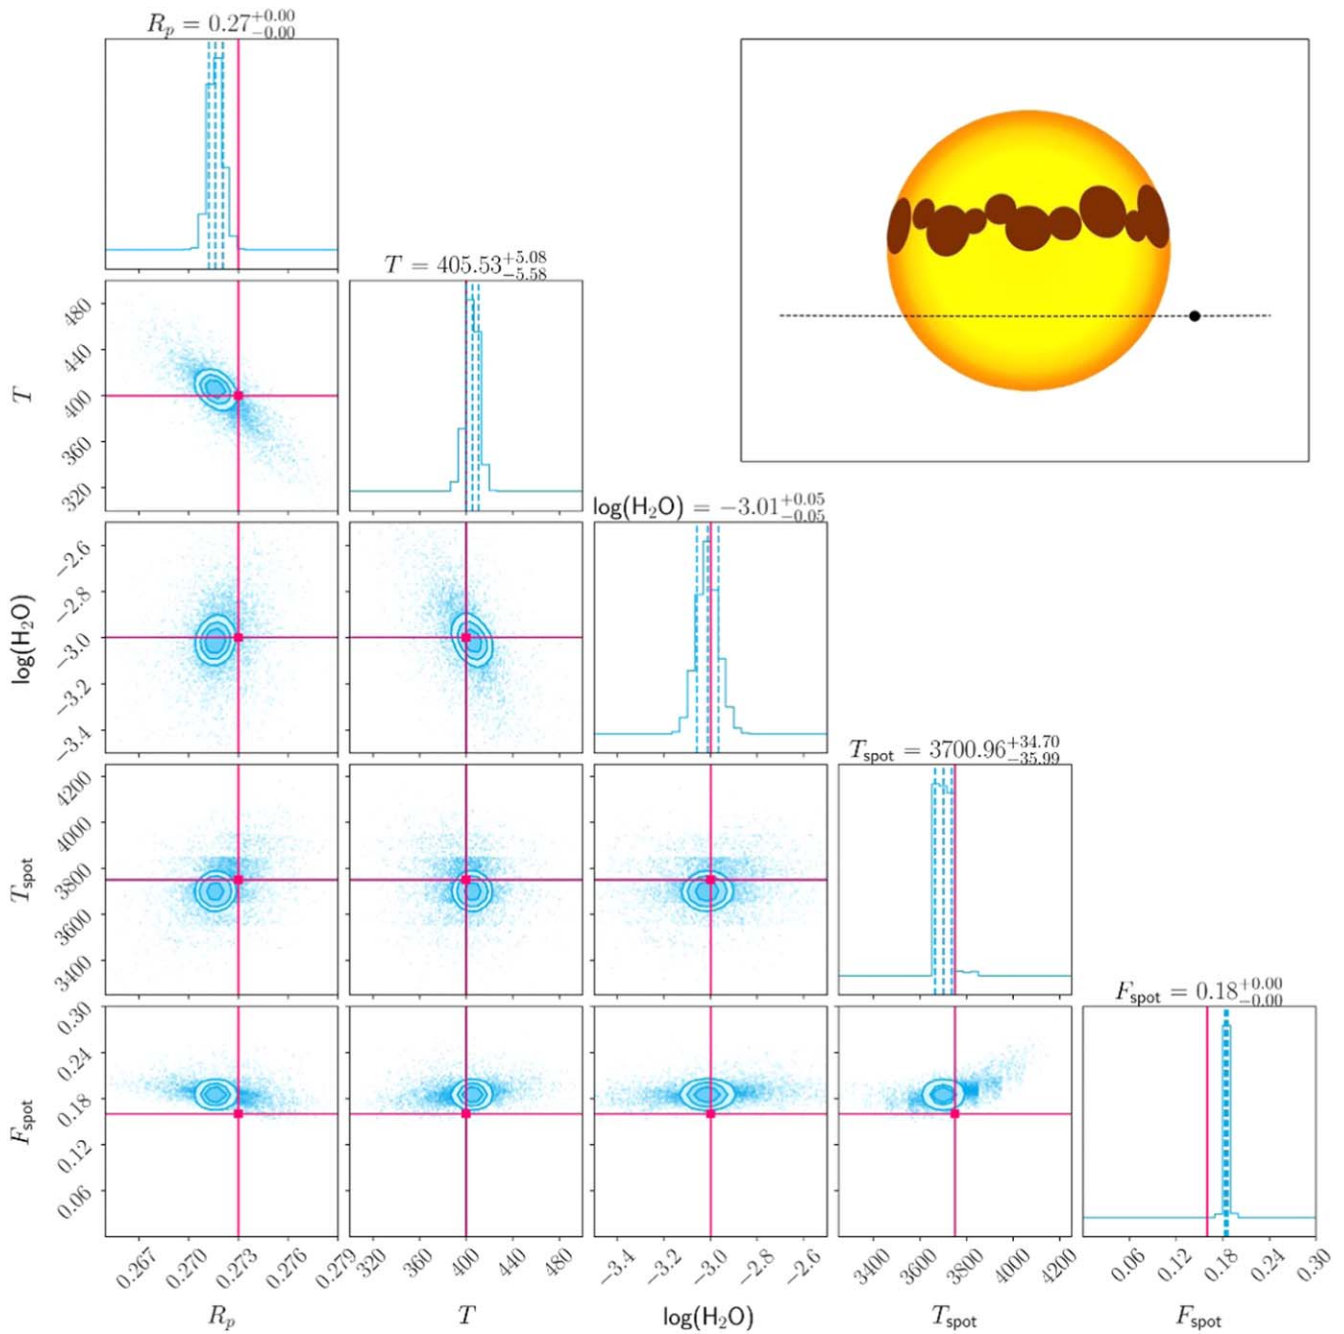 R_p = 0.27^{+0.00}_{-0.00}
T = 405.53^{+5.08}_{-5.58}
480
440
400
360
320
T
log(H₂O) = −3.01^{+0.05}_{-0.05}
−2.6
−2.8
−3.0
−3.2
−3.4
log(H₂O)
T_spot = 3700.96^{+34.70}_{-35.99}
4200
4000
3800
3600
3400
T_spot
F_spot = 0.18^{+0.00}_{-0.00}
0.30
0.24
0.18
0.12
0.06
F_spot
0.267 0.270 0.273 0.276 0.279 320 360 400 440 480 −3.4 −3.2 −3.0 −2.8 −2.6 3400 3600 3800 4000 4200 0.06 0.12 0.18 0.24 0.30
R_p T log(H₂O) T_spot F_spot